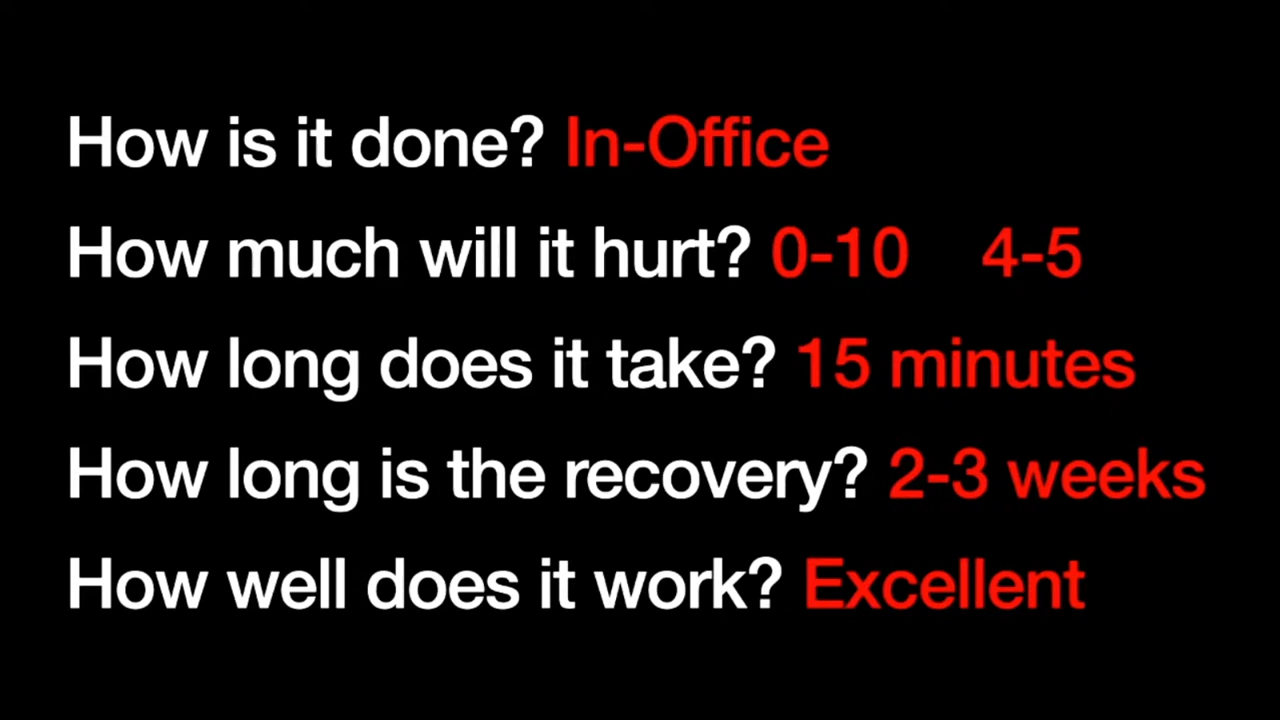 How is it done? In-Office
How much will it hurt? 0-10 4-5
How long does it take? 15 minutes
How long is the recovery? 2-3 weeks
How well does it work? Excellent